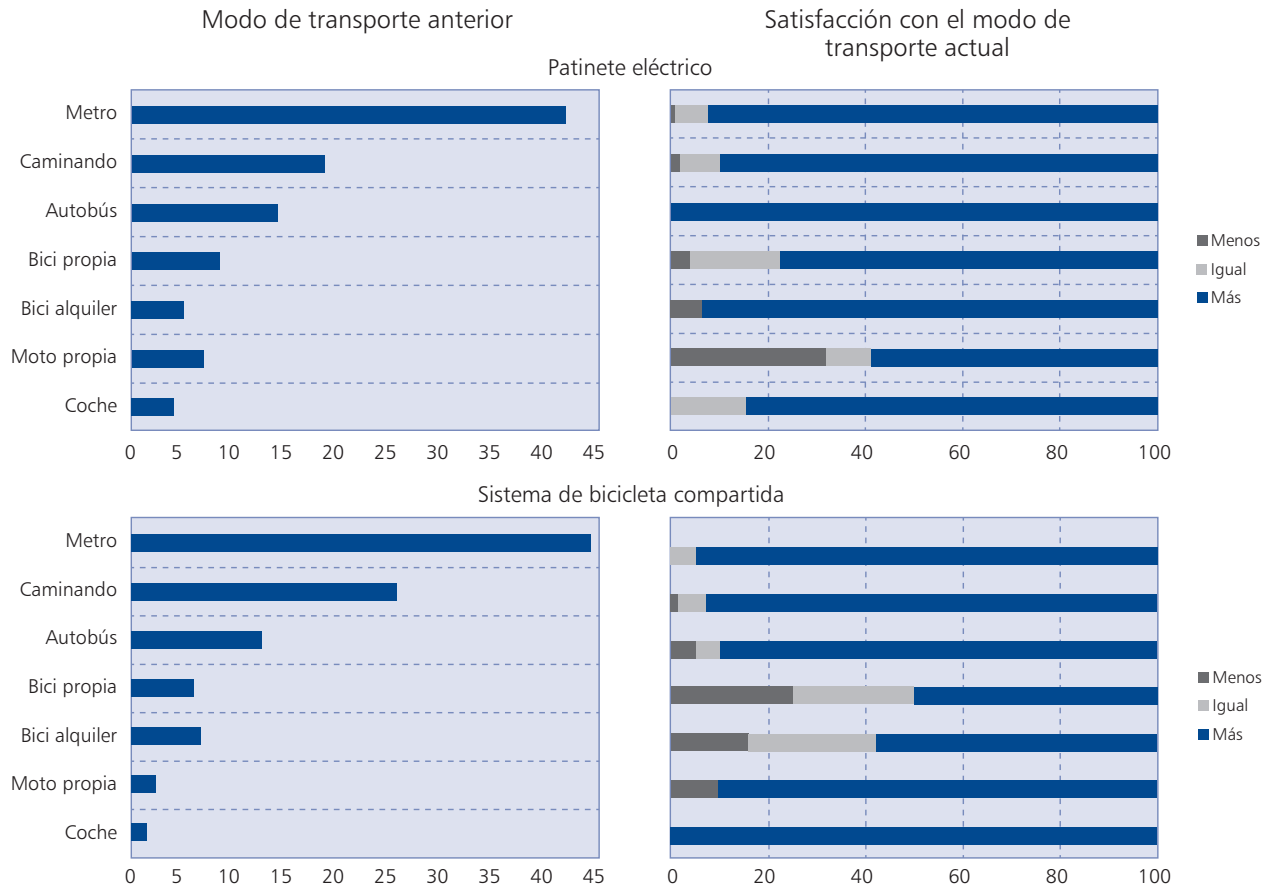 Modo de transporte anterior
Satisfacción con el modo de
transporte actual
Patinete eléctrico
Metro
Caminando
Autobús
Bici propia
Bici alquiler
Moto propia
Coche
0 5 10 15 20 25 30 35 40 45
0 20 40 60 80 100
Menos
Igual
Más
Sistema de bicicleta compartida
Metro
Caminando
Autobús
Bici propia
Bici alquiler
Moto propia
Coche
0 5 10 15 20 25 30 35 40 45
0 20 40 60 80 100
Menos
Igual
Más